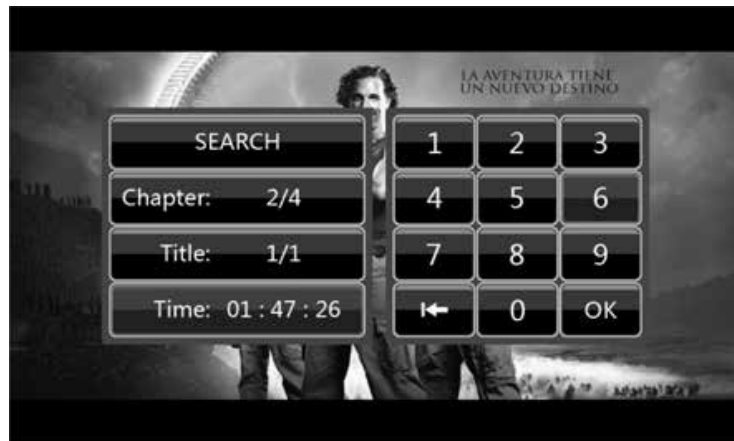 LA AVENTURA TIENE
UN NUEVO DESTINO
SEARCH
Chapter: 2/4
Title: 1/1
Time: 01 : 47 : 26
1 2 3
4 5 6
7 8 9
0 OK